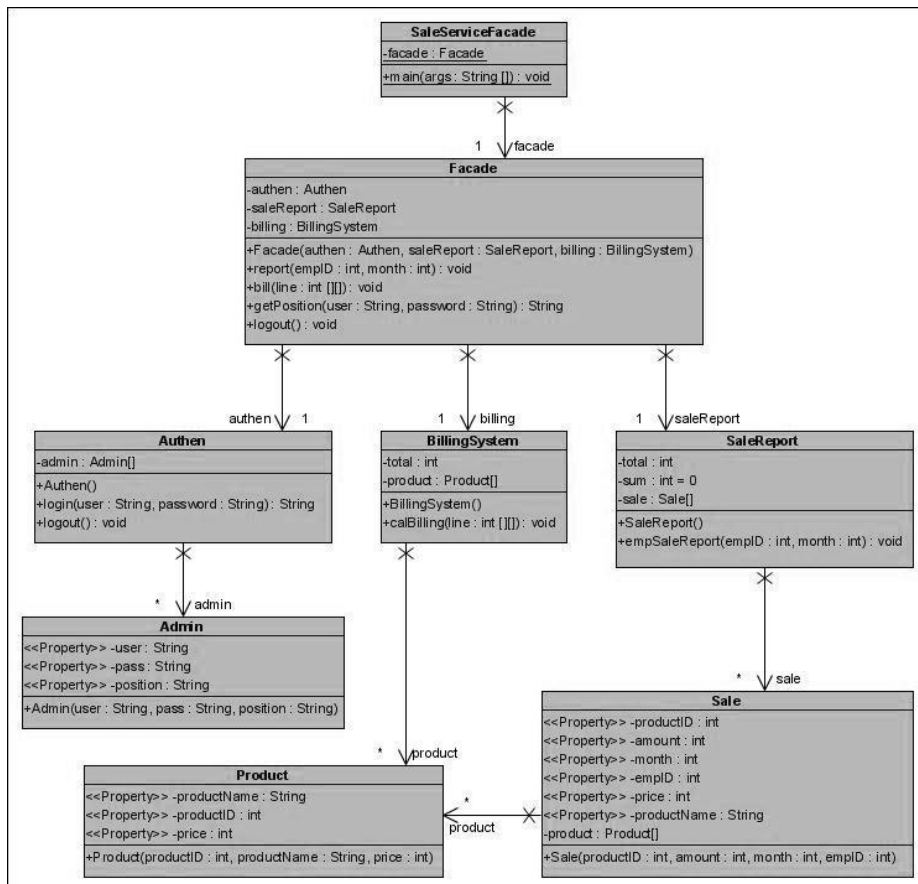 SaleServiceFacade
-facade : Facade
+main(args : String []) : void
1 facade
Facade
-authen : Authen
-saleReport : SaleReport
-billing : BillingSystem
+Facade(authen : Authen, saleReport : SaleReport, billing : BillingSystem)
+report(empID : int, month : int) : void
+bill(line : int [][]) : void
+getPosition(user : String, password : String) : String
+logout() : void
authen 1
1 billing
1 saleReport
Authen
-admin : Admin[]
+Authen()
+login(user : String, password : String) : String
+logout() : void
BillingSystem
-total : int
-product : Product[]
+BillingSystem()
+calBilling(line : int [][]) : void
SaleReport
-total : int
-sum : int = 0
-sale : Sale[]
+SaleReport()
+empSaleReport(empID : int, month : int) : void
* admin
Admin
<<Property>> -user : String
<<Property>> -pass : String
<<Property>> -position : String
+Admin(user : String, pass : String, position : String)
* sale
Sale
<<Property>> -productID : int
<<Property>> -amount : int
<<Property>> -month : int
<<Property>> -empID : int
<<Property>> -price : int
<<Property>> -productName : String
-product : Product[]
+Sale(productID : int, amount : int, month : int, empID : int)
* product
Product
<<Property>> -productName : String
<<Property>> -productID : int
<<Property>> -price : int
+Product(productID : int, productName : String, price : int)
*
product